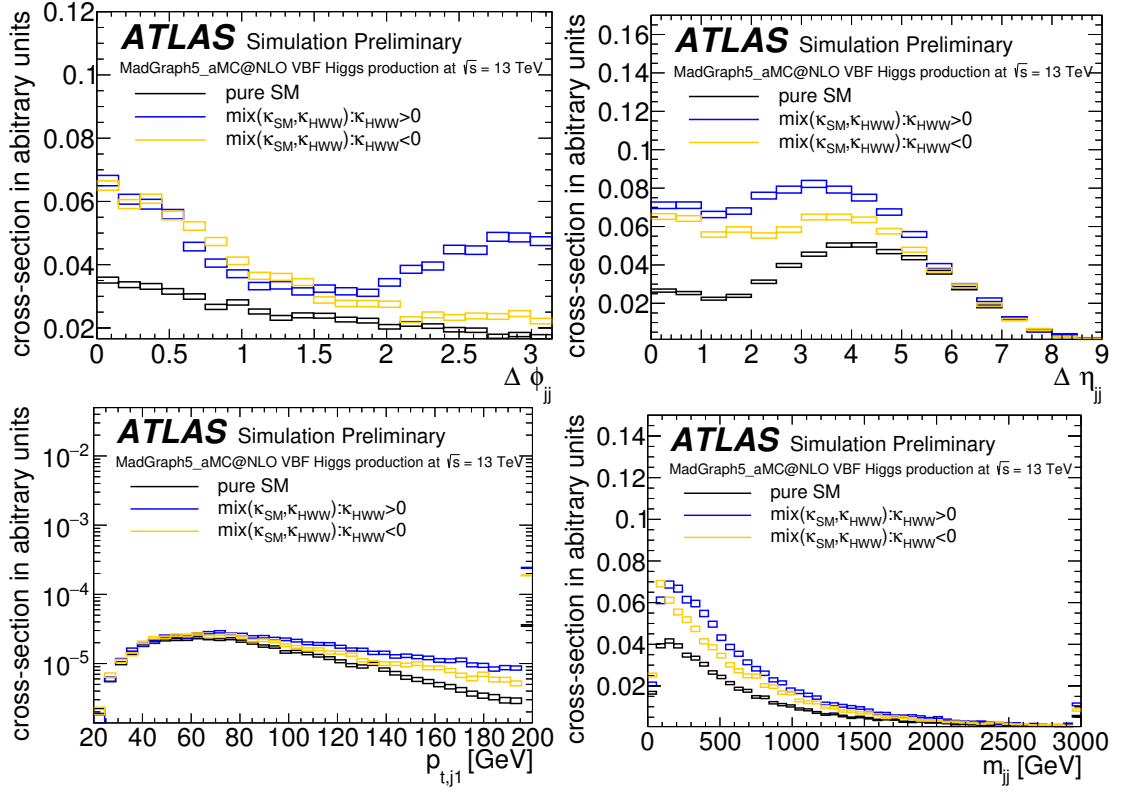 ATLAS Simulation Preliminary
MadGraph5_aMC@NLO VBF Higgs production at √s = 13 TeV
pure SM
mix(κSM,κHWW):κHWW>0
mix(κSM,κHWW):κHWW<0
cross-section in abitrary units
0.12
0.1
0.08
0.06
0.04
0.02
0 0.5 1 1.5 2 2.5 3
Δ ϕjj
ATLAS Simulation Preliminary
MadGraph5_aMC@NLO VBF Higgs production at √s = 13 TeV
pure SM
mix(κSM,κHWW):κHWW>0
mix(κSM,κHWW):κHWW<0
cross-section in abitrary units
0.16
0.14
0.12
0.1
0.08
0.06
0.04
0.02
0 1 2 3 4 5 6 7 8 9
Δ ηjj
ATLAS Simulation Preliminary
MadGraph5_aMC@NLO VBF Higgs production at √s = 13 TeV
pure SM
mix(κSM,κHWW):κHWW>0
mix(κSM,κHWW):κHWW<0
cross-section in abitrary units
10−2
10−3
10−4
10−5
20 40 60 80 100 120 140 160 180 200
pt,j1 [GeV]
ATLAS Simulation Preliminary
MadGraph5_aMC@NLO VBF Higgs production at √s = 13 TeV
pure SM
mix(κSM,κHWW):κHWW>0
mix(κSM,κHWW):κHWW<0
cross-section in abitrary units
0.14
0.12
0.1
0.08
0.06
0.04
0.02
0 500 1000 1500 2000 2500 3000
mjj [GeV]